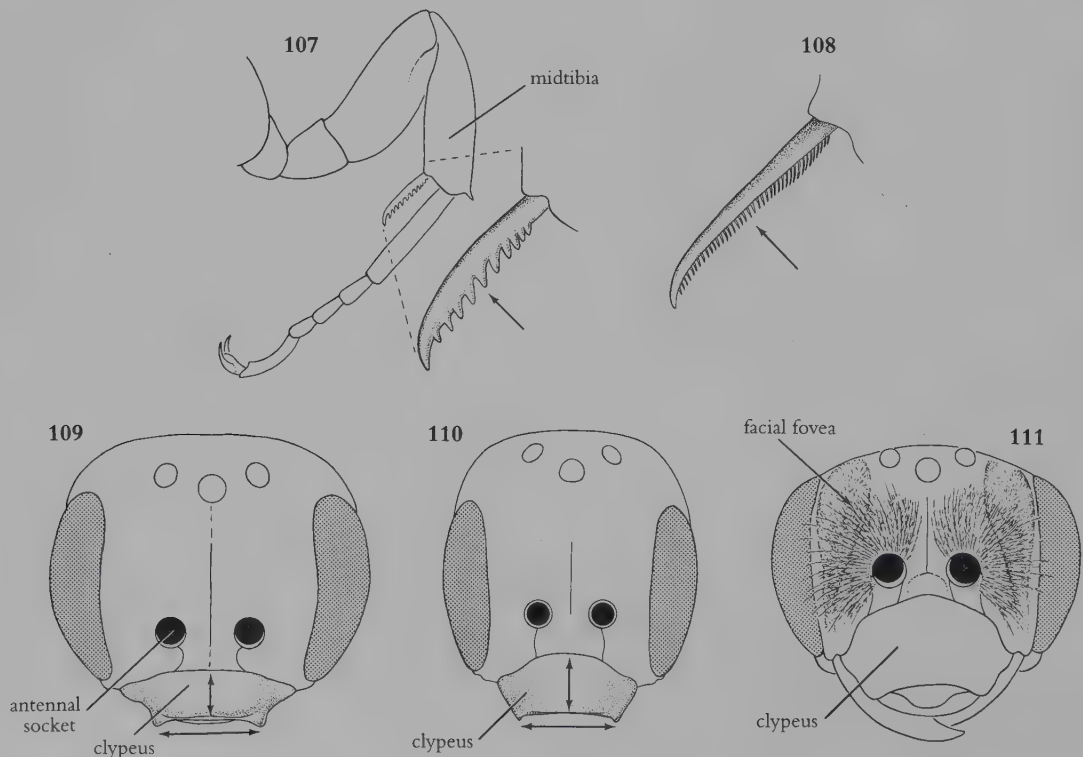 107
midtibia
108
109
antennal
socket
clypeus
110
clypeus
facial fovea
111
clypeus